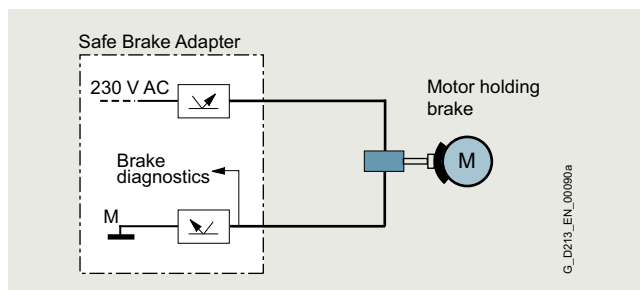 Safe Brake Adapter
230 V AC
Motor holding
brake
Brake
diagnostics
M
M
G_D213_EN_00090a